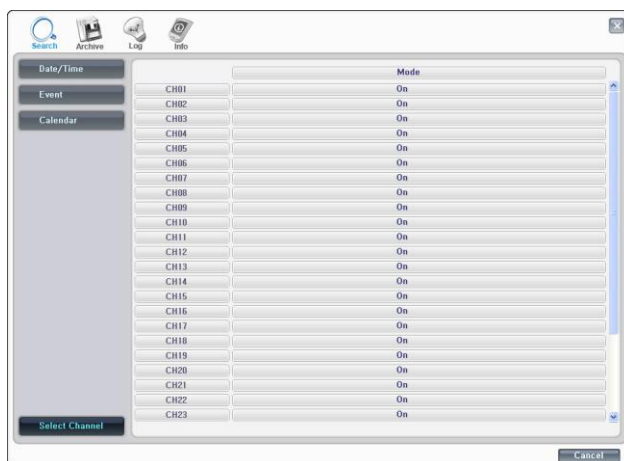 Search Archive Log Info
Date/Time
Event
Calendar
Mode
CH01 On
CH02 On
CH03 On
CH04 On
CH05 On
CH06 On
CH07 On
CH08 On
CH09 On
CH10 On
CH11 On
CH12 On
CH13 On
CH14 On
CH15 On
CH16 On
CH17 On
CH18 On
CH19 On
CH20 On
CH21 On
CH22 On
CH23 On
Select Channel
Cancel